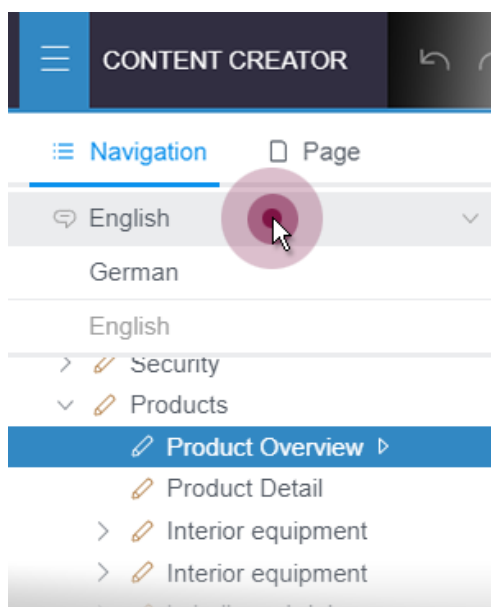 CONTENT CREATOR
Navigation Page
English
German
English
Security
Products
Product Overview
Product Detail
Interior equipment
Interior equipment